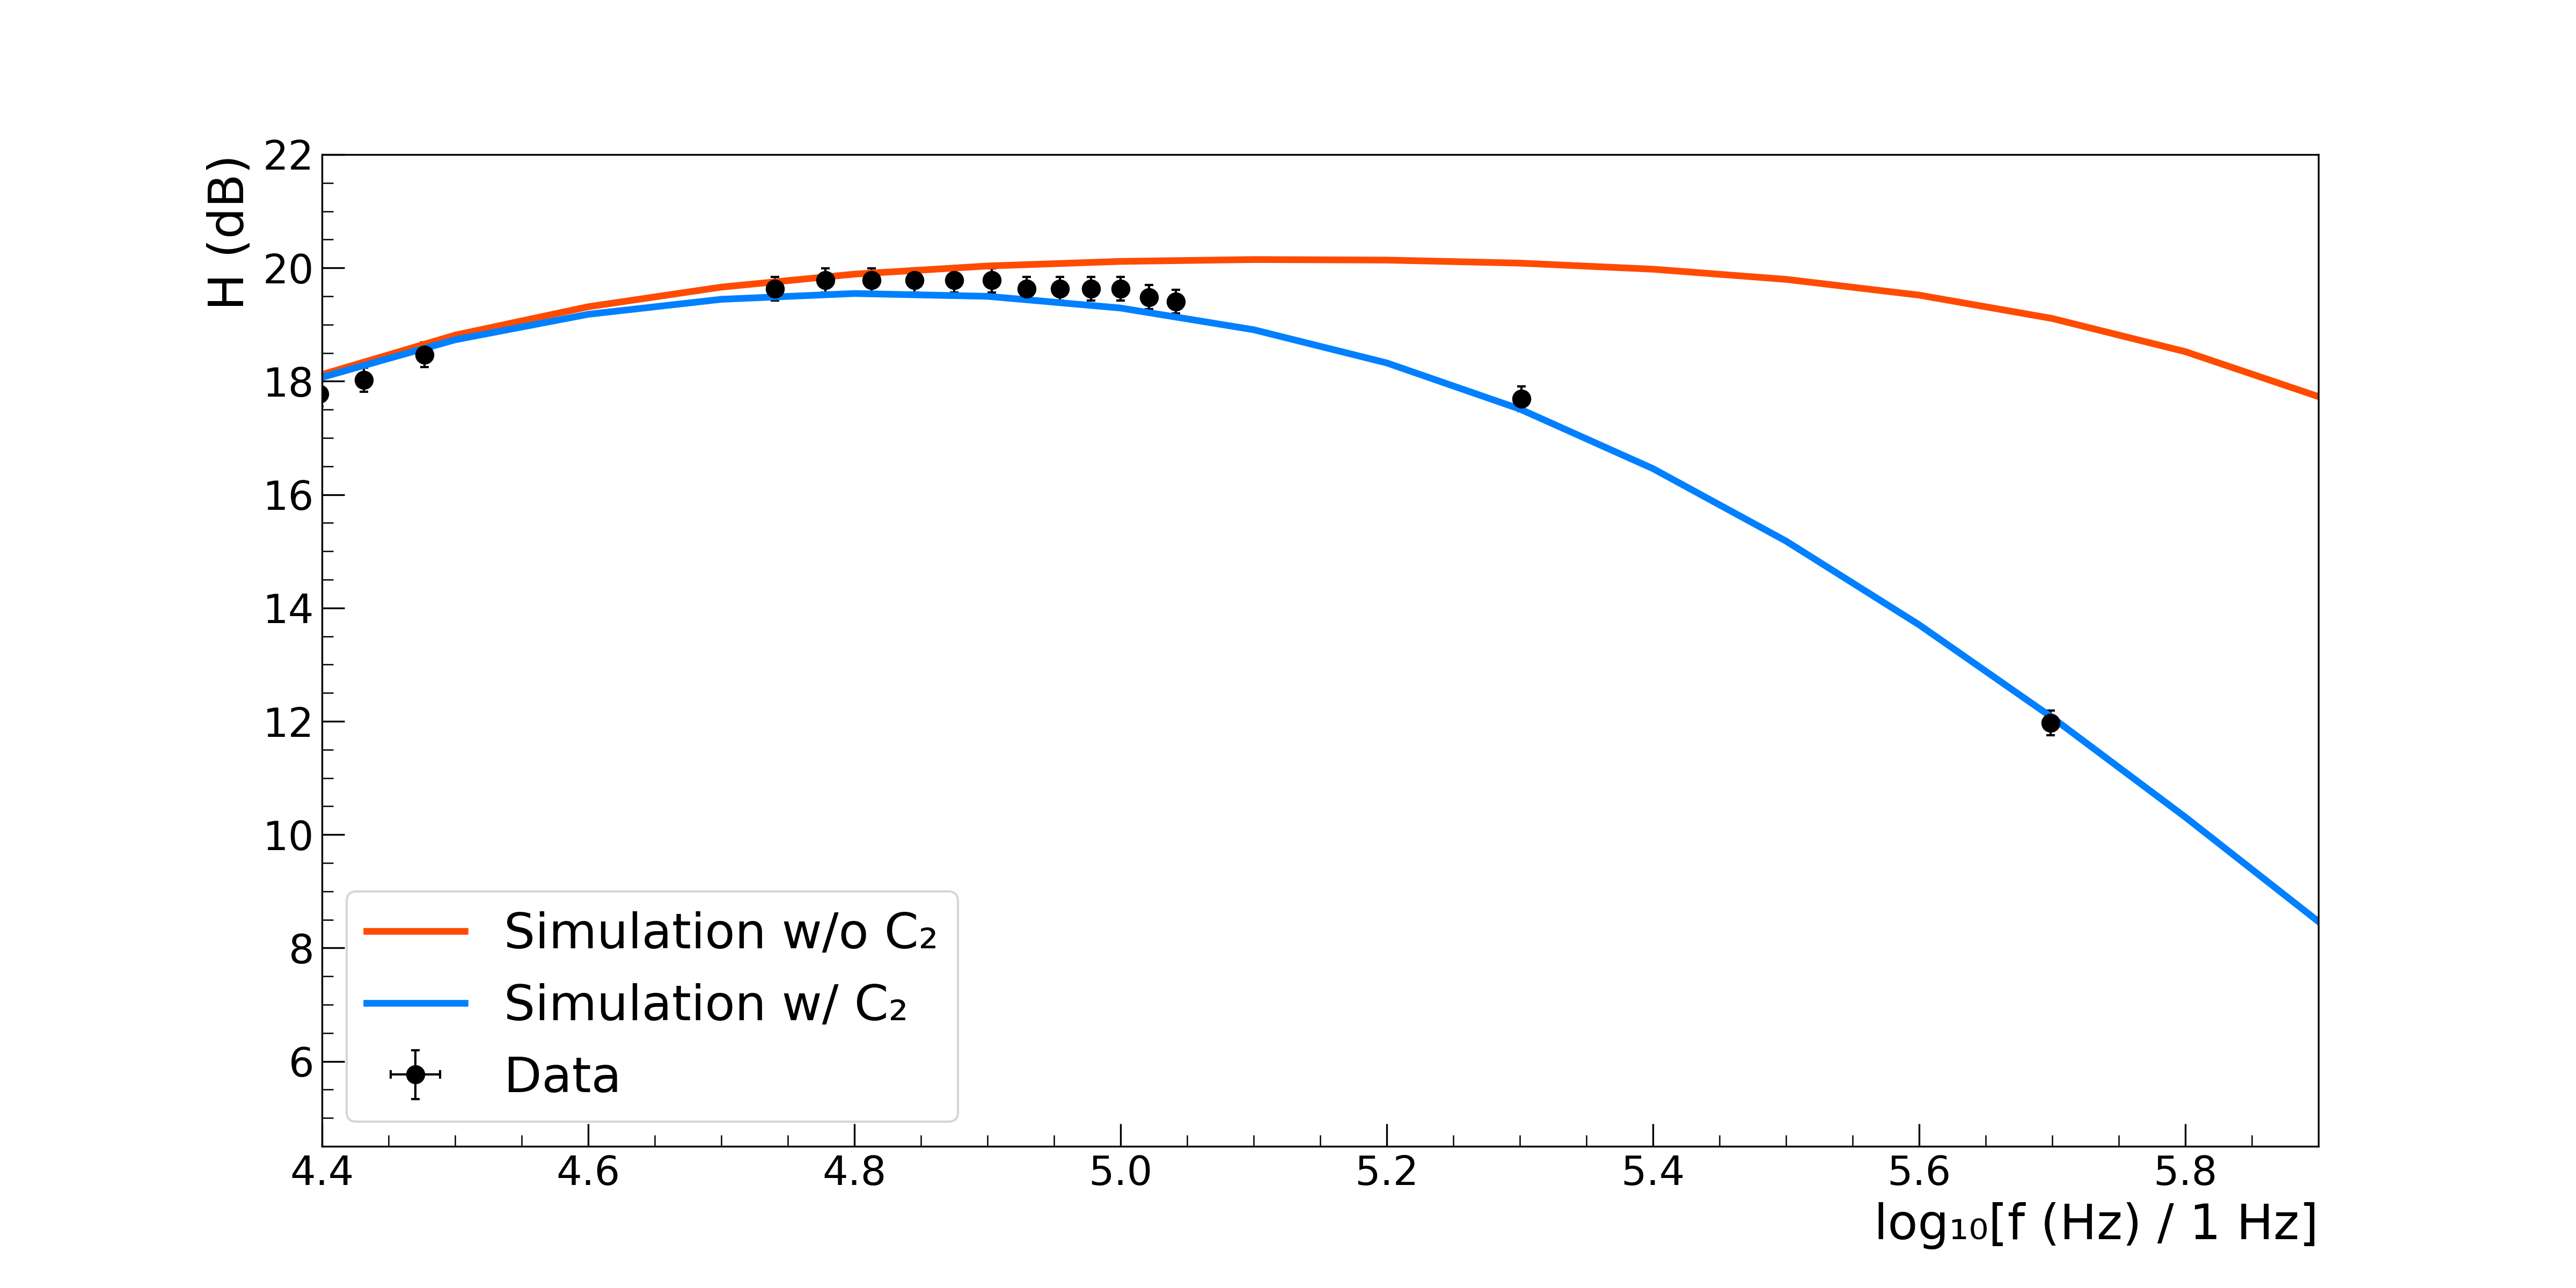 H (dB)
22
20
18
16
14
12
10
8
6
Simulation w/o C₂
Simulation w/ C₂
Data
4.4 4.6 4.8 5.0 5.2 5.4 5.6 5.8
log₁₀[f (Hz) / 1 Hz]